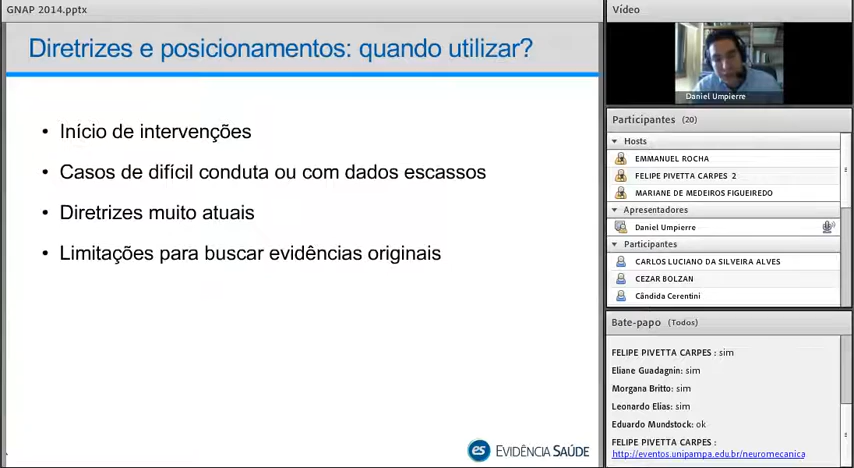 GNAP 2014.pptx
Diretrizes e posicionamentos: quando utilizar?
• Início de intervenções
• Casos de difícil conduta ou com dados escassos
• Diretrizes muito atuais
• Limitações para buscar evidências originais
es EVIDÊNCIA SAÚDE
Vídeo
Daniel Umpierre
Participantes (20)
Hosts
EMMANUEL ROCHA
FELIPE PIVETTA CARPES 2
MARIANE DE MEDEIROS FIGUEIREDO
Apresentadores
Daniel Umpierre
Participantes
CARLOS LUCIANO DA SILVEIRA ALVES
CEZAR BOLZAN
Cândida Cerentini
Bate-papo (Todos)
FELIPE PIVETTA CARPES : sim
Eliane Guadagnin: sim
Morgana Britto: sim
Leonardo Elias: sim
Eduardo Mundstock: ok
FELIPE PIVETTA CARPES :
http://eventos.unipampa.edu.br/neuromecanica